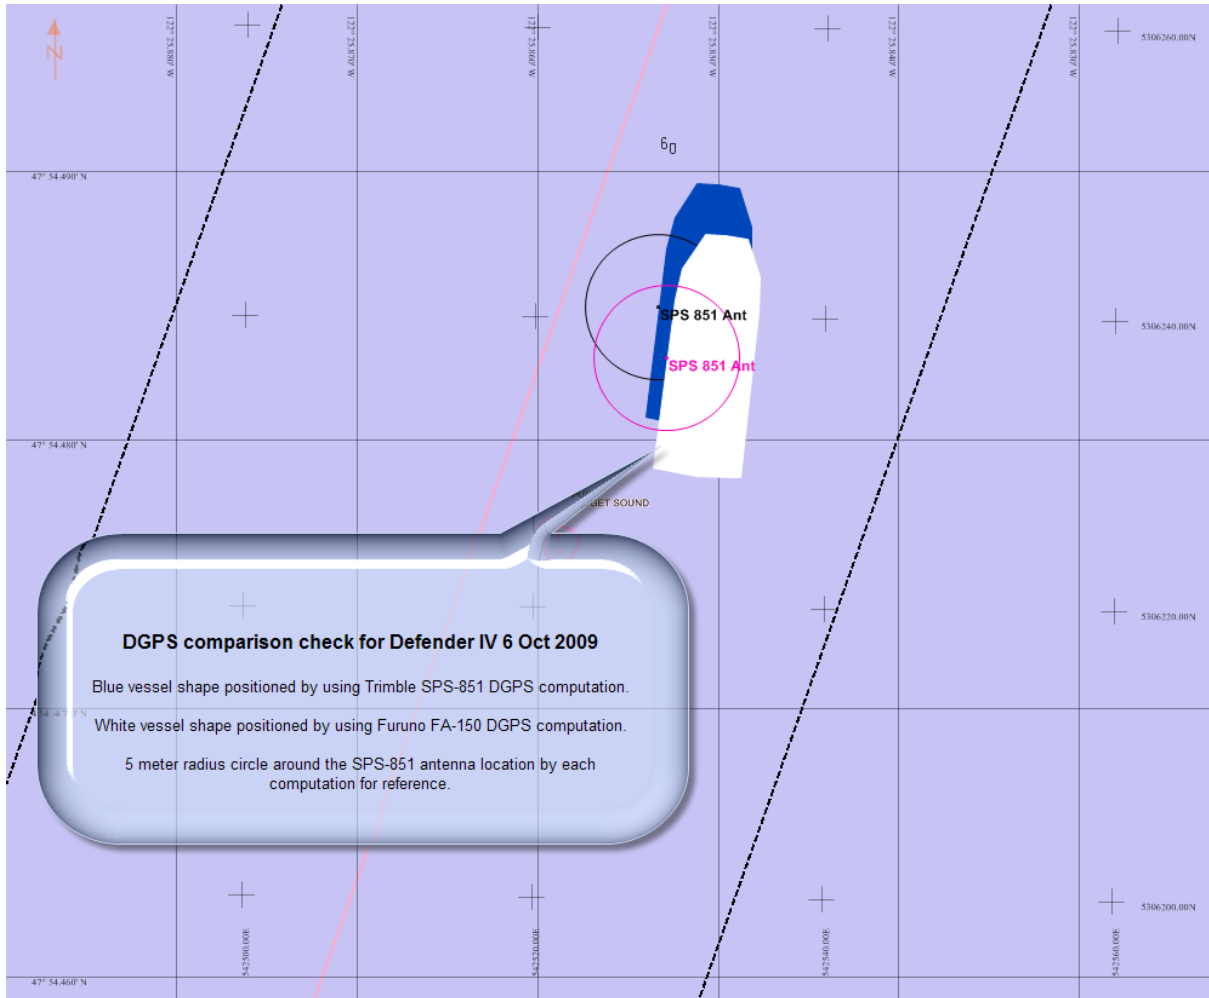 N
122° 25.880' W
122° 25.870' W
122° 25.860' W
122° 25.850' W
122° 25.840' W
122° 25.830' W
5306260.00N
60
47° 54.490' N
SPS 851 Ant
5306240.00N
SPS 851 Ant
47° 54.480' N
GET SOUND
DGPS comparison check for Defender IV 6 Oct 2009
5306220.00N
Blue vessel shape positioned by using Trimble SPS-851 DGPS computation.
White vessel shape positioned by using Furuno FA-150 DGPS computation.
5 meter radius circle around the SPS-851 antenna location by each
computation for reference.
5306200.00N
542500.00E
542520.00E
542540.00E
542560.00E
47° 54.460' N